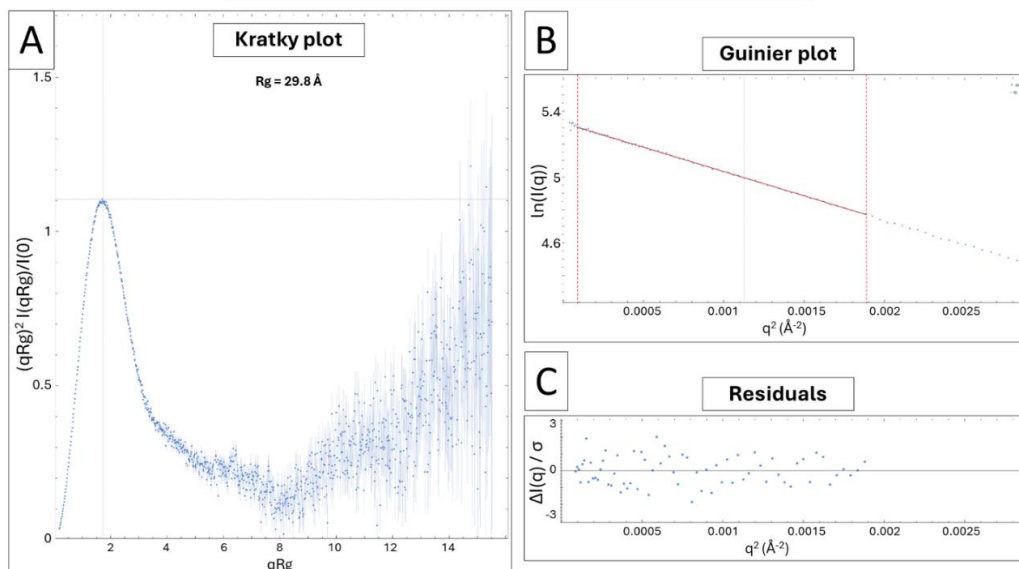 A
Kratky plot
Rg = 29.8 Å
1.5
1
0.5
0
(qRg)² I(qRg)/I(0)
2
4
6
8
10
12
14
qRg
B
Guinier plot
5.4
5
4.6
ln(I(q))
0.0005
0.001
0.0015
0.002
0.0025
q² (Å⁻²)
C
Residuals
3
0
-3
ΔI(q) / σ
0.0005
0.001
0.0015
0.002
0.0025
q² (Å⁻²)